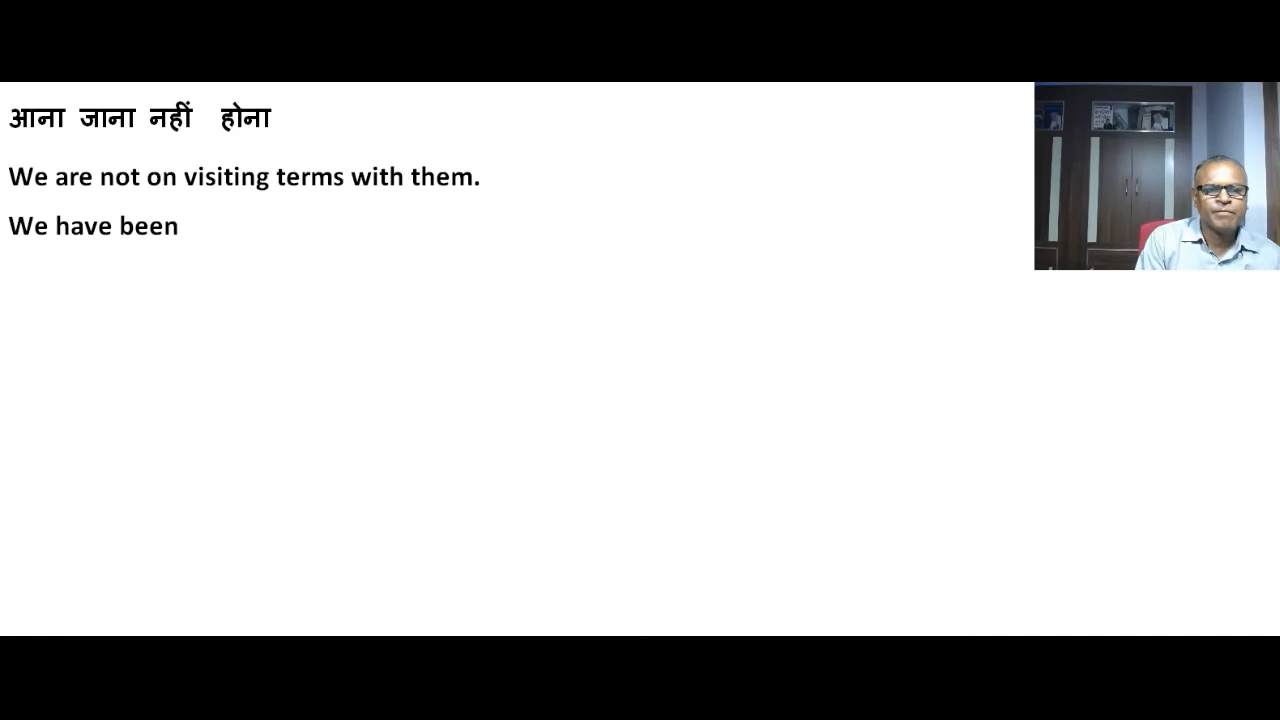 आना जाना नहीं होना
We are not on visiting terms with them.
We have been